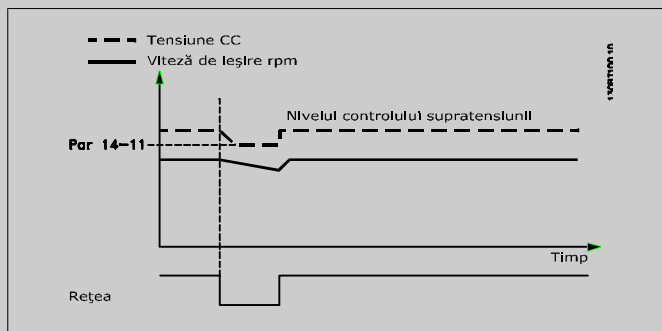 Tensiune CC
Viteză de Ieşire rpm
Nivelul controlului supratensiunii
Par 14-11
Timp
Reţea